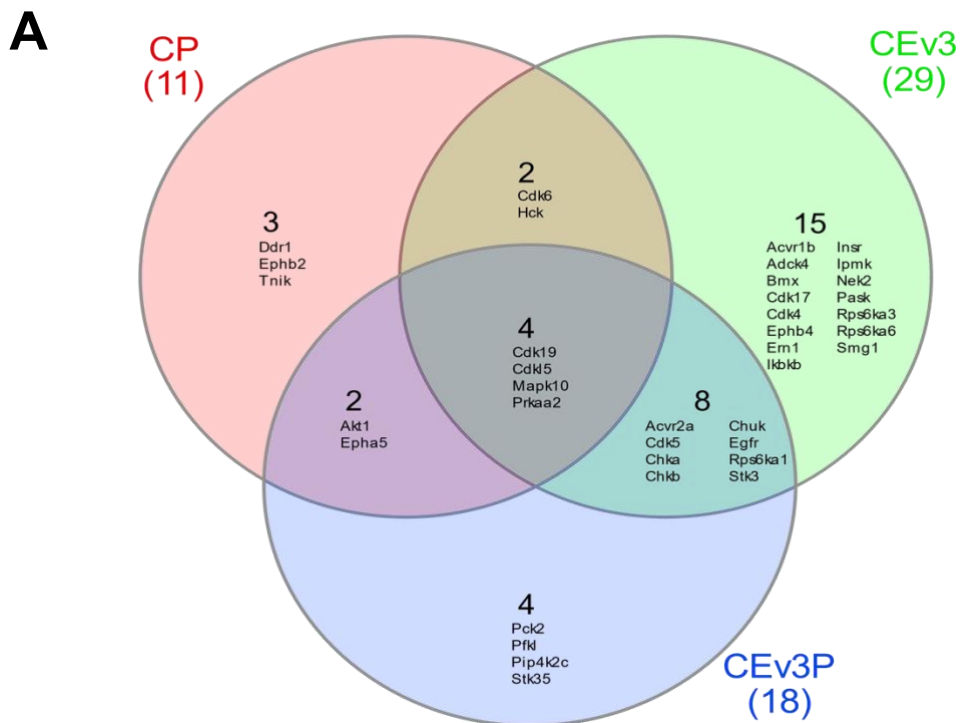 A
CP
(11)
CEv3
(29)
2
Cdk6
Hck
3
Ddr1
Ephb2
Tnik
15
Acvr1b Insr
Adck4 Ipmk
Bmx Nek2
Cdk17 Pask
Cdk4 Rps6ka3
Ephb4 Rps6ka6
Ern1 Smg1
Ikbkb
4
Cdk19
Cdkl5
Mapk10
Prkaa2
2
Akt1
Epha5
8
Acvr2a Chuk
Cdk5 Egfr
Chka Rps6ka1
Chkb Stk3
4
Pck2
Pfkl
Pip4k2c
Stk35
CEv3P
(18)